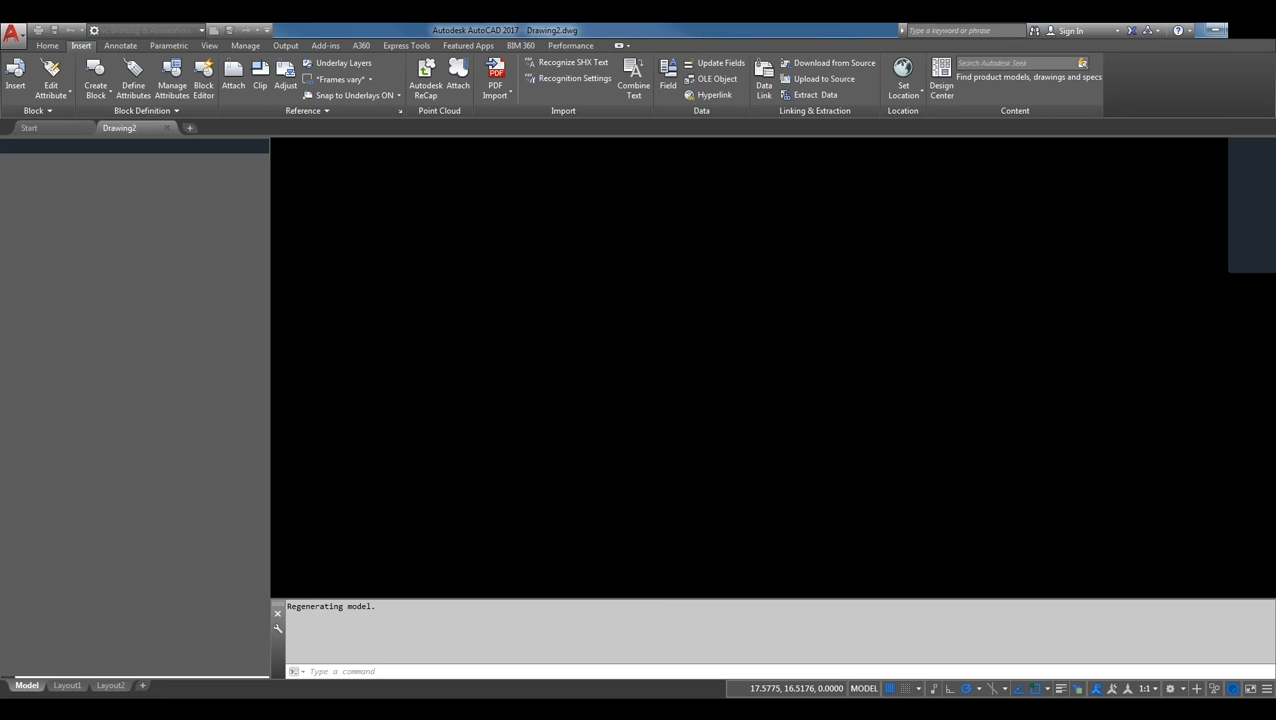 Autodesk AutoCAD 2017 Drawing2.dwg
Type a keyword or phrase
Sign In
Home Insert Annotate Parametric View Manage Output Add-ins A360 Express Tools Featured Apps BIM 360 Performance
Insert
Edit Attribute
Create Block
Define Attributes
Manage Attributes
Block Editor
Attach
Clip
Adjust
Underlay Layers
*Frames vary*
Snap to Underlays ON
Autodesk ReCap
Attach
PDF Import
Recognize SHX Text
Recognition Settings
Combine Text
Field
Update Fields
OLE Object
Hyperlink
Data Link
Download from Source
Upload to Source
Extract Data
Set Location
Design Center
Search Autodesk Seek
Find product models, drawings and specs
Block Block Definition Reference Point Cloud Import Data Linking & Extraction Location Content
Start Drawing2
Regenerating model.
Type a command
Model Layout1 Layout2
17.5775, 16.5176, 0.0000 MODEL 1:1